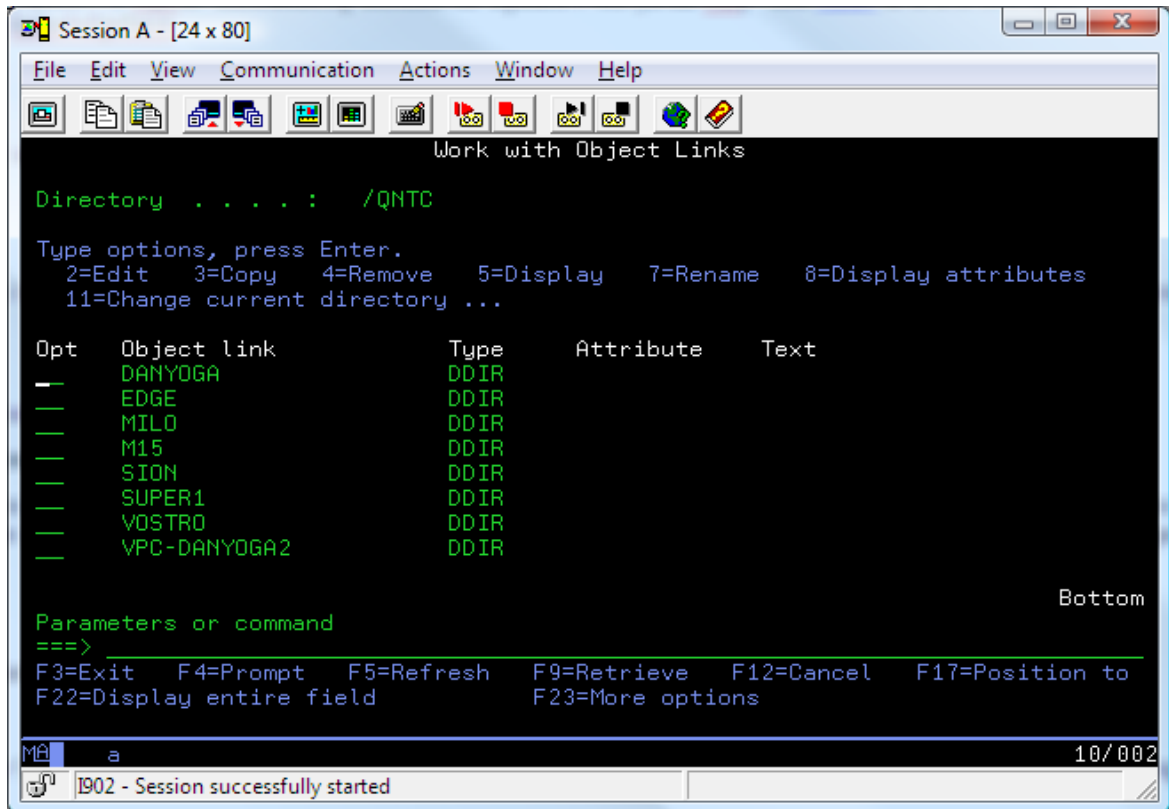 Session A - [24 x 80]
File Edit View Communication Actions Window Help
Work with Object Links
Directory . . . . : /QNTC
Type options, press Enter.
2=Edit 3=Copy 4=Remove 5=Display 7=Rename 8=Display attributes
11=Change current directory ...
Opt Object link Type Attribute Text
DANYOGA DDIR
EDGE DDIR
MILO DDIR
M15 DDIR
SION DDIR
SUPER1 DDIR
VOSTRO DDIR
VPC-DANYOGA2 DDIR
Bottom
Parameters or command
===>
F3=Exit F4=Prompt F5=Refresh F9=Retrieve F12=Cancel F17=Position to
F22=Display entire field F23=More options
MA a 10/002
I902 - Session successfully started